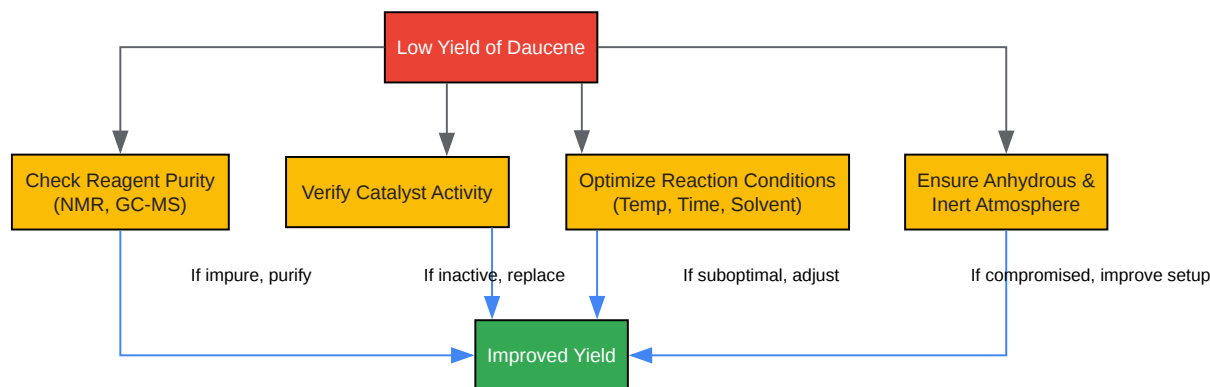 Low Yield of Daucene
Check Reagent Purity
(NMR, GC-MS)
Verify Catalyst Activity
Optimize Reaction Conditions
(Temp, Time, Solvent)
Ensure Anhydrous &
Inert Atmosphere
If impure, purify
If inactive, replace
If suboptimal, adjust
If compromised, improve setup
Improved Yield